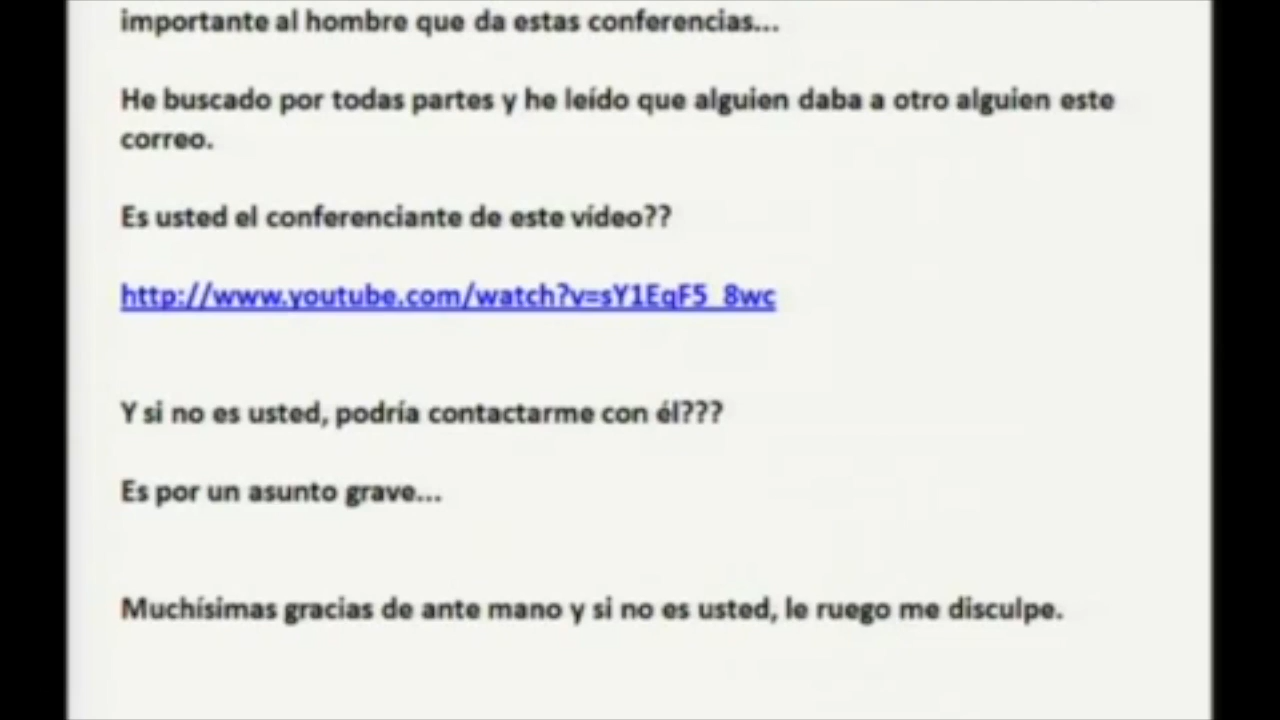 importante al hombre que da estas conferencias...
He buscado por todas partes y he leído que alguien daba a otro alguien este
correo.
Es usted el conferenciante de este vídeo??
http://www.youtube.com/watch?v=sY1EqF5_8wc
Y si no es usted, podría contactarme con él???
Es por un asunto grave...
Muchísimas gracias de ante mano y si no es usted, le ruego me disculpe.